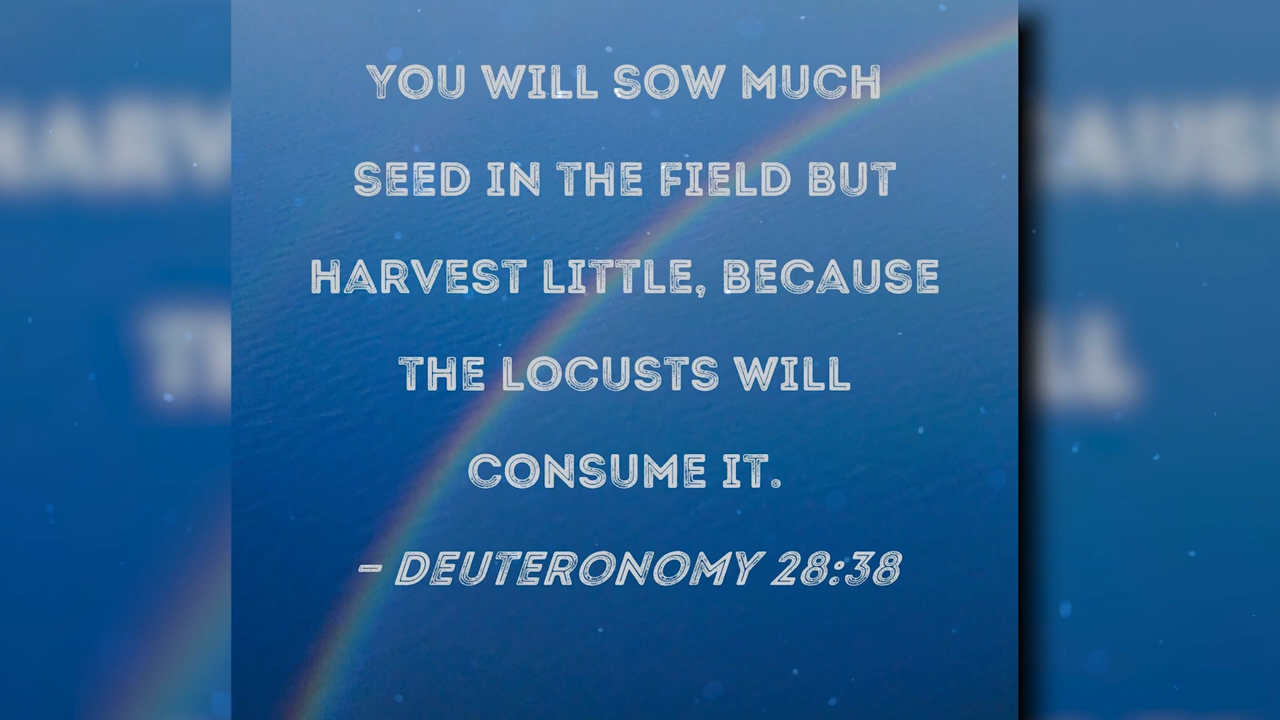 YOU WILL SOW MUCH
SEED IN THE FIELD BUT
HARVEST LITTLE, BECAUSE
THE LOCUSTS WILL
CONSUME IT.
– DEUTERONOMY 28:38